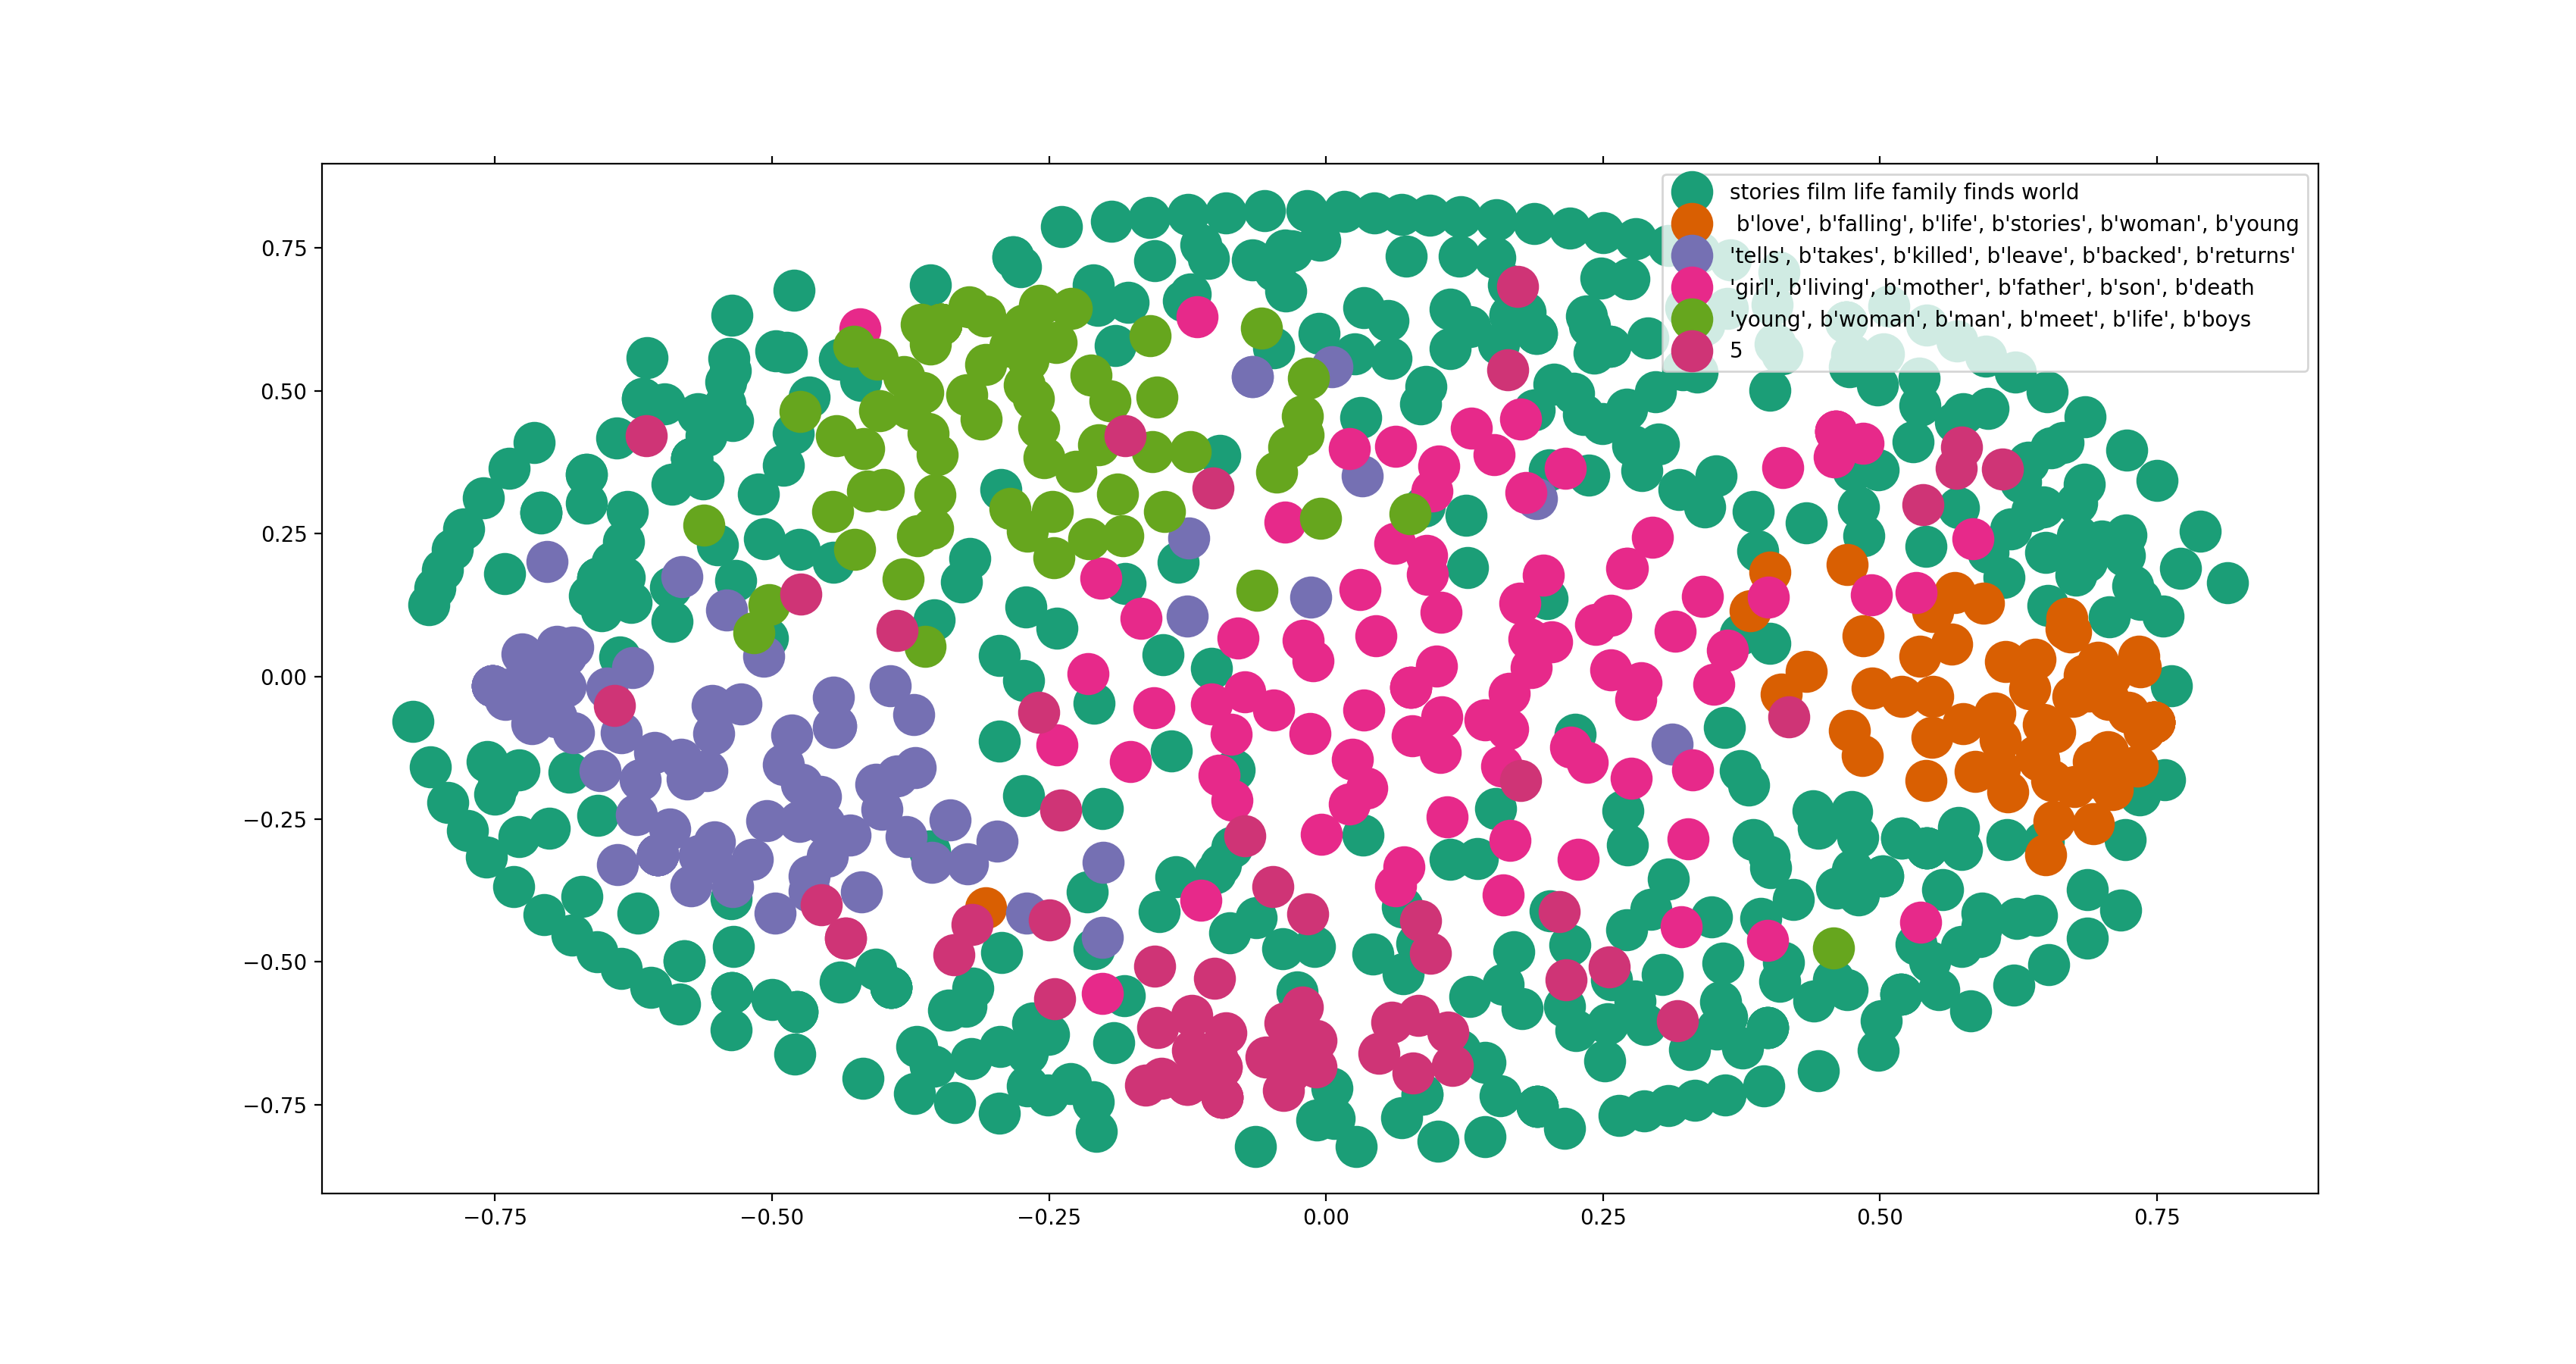 stories film life family finds world
b'love', b'falling', b'life', b'stories', b'woman', b'young
'tells', b'takes', b'killed', b'leave', b'backed', b'returns'
'girl', b'living', b'mother', b'father', b'son', b'death
'young', b'woman', b'man', b'meet', b'life', b'boys
5
0.75
0.50
0.25
0.00
−0.25
−0.50
−0.75
−0.75 −0.50 −0.25 0.00 0.25 0.50 0.75